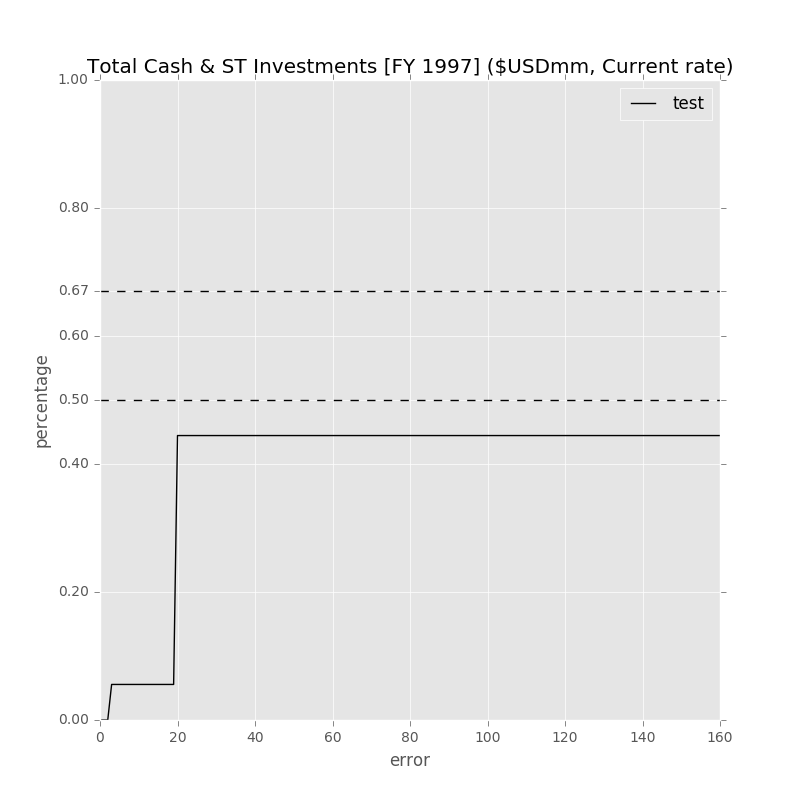 Total Cash & ST Investments [FY 1997] ($USDmm, Current rate)
test
1.00
0.80
0.67
0.60
0.50
0.40
0.20
0.00
percentage
0 20 40 60 80 100 120 140 160
error